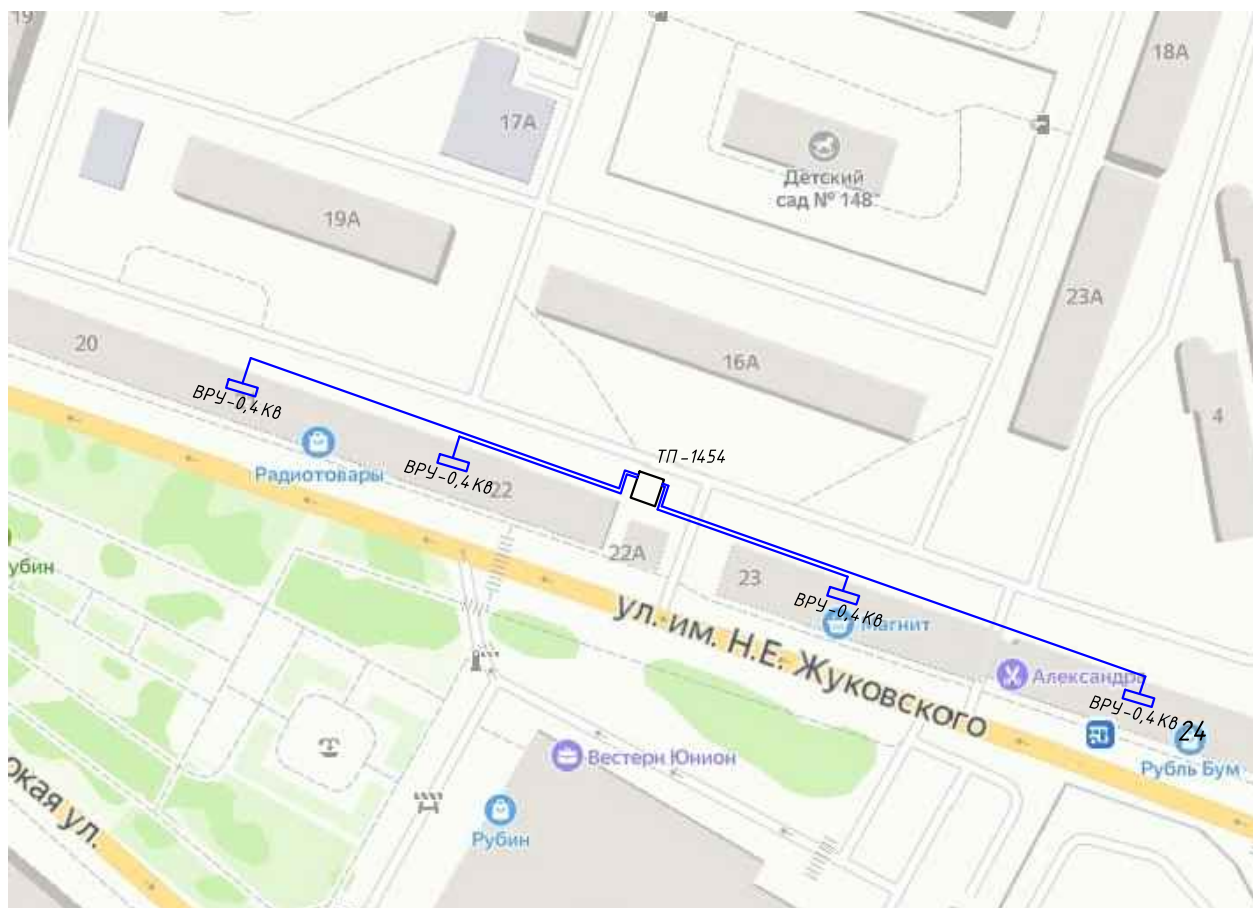 19
18А
17А
Детский
сад № 148
19А
23А
20
16А
4
ВРУ-0,4 Кв
Радиотовары
ВРУ-0,4 Кв
22
ТП-1454
22А
23
убин
ВРУ-0,4 Кв
Магнит
ул. им. Н.Е. Жуковского
Александра
ВРУ-0,4 Кв
24
Рубль Бум
Вестерн Юнион
Рубин
окая ул.